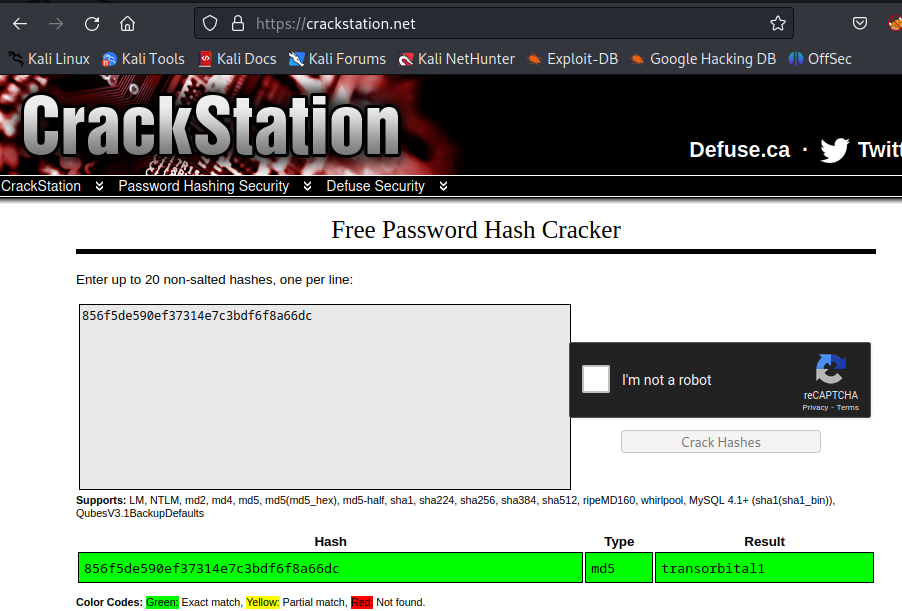 https://crackstation.net
Kali Linux Kali Tools Kali Docs Kali Forums Kali NetHunter Exploit-DB Google Hacking DB OffSec
CrackStation
Defuse.ca · Twitt
CrackStation Password Hashing Security Defuse Security
Free Password Hash Cracker
Enter up to 20 non-salted hashes, one per line:
856f5de590ef37314e7c3bdf6f8a66dc
I'm not a robot
reCAPTCHA
Privacy - Terms
Crack Hashes
Supports: LM, NTLM, md2, md4, md5, md5(md5_hex), md5-half, sha1, sha224, sha256, sha384, sha512, ripeMD160, whirlpool, MySQL 4.1+ (sha1(sha1_bin)),
QubesV3.1BackupDefaults
Hash Type Result
856f5de590ef37314e7c3bdf6f8a66dc md5 transorbital1
Color Codes: Green: Exact match, Yellow: Partial match, Red: Not found.